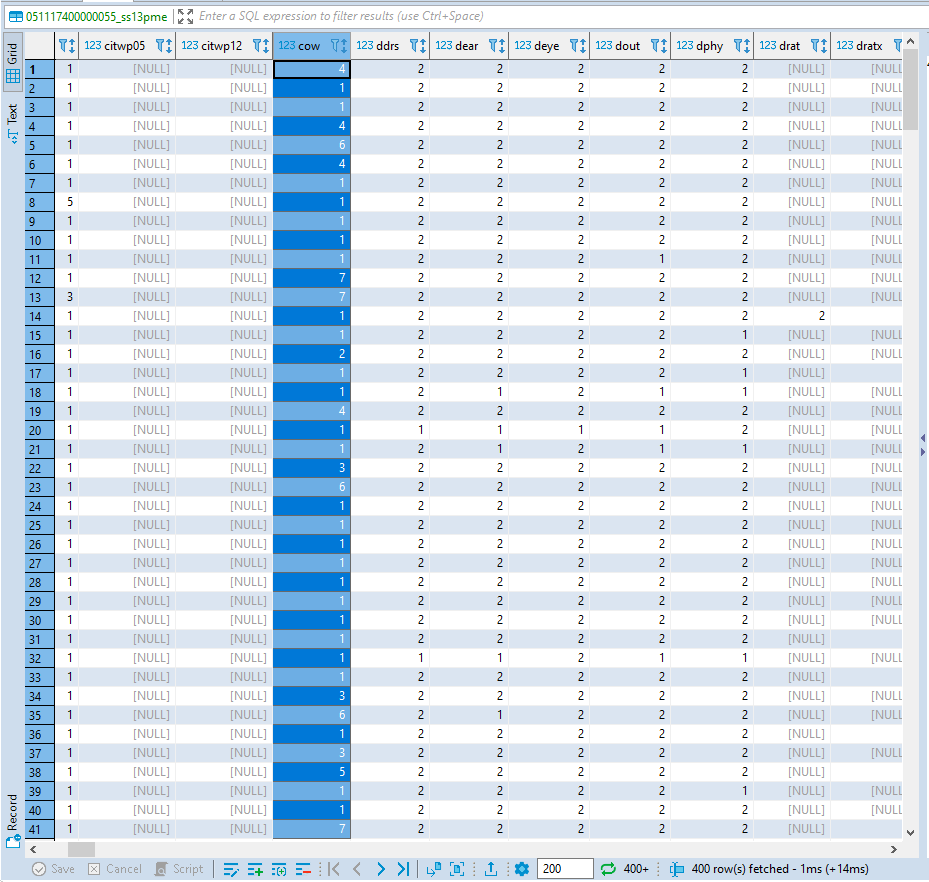 051117400000055_ss13pme Enter a SQL expression to filter results (use Ctrl+Space)
Grid
Text
Record
123 citwp05 123 citwp12 123 cow 123 ddrs 123 dear 123 deye 123 dout 123 dphy 123 drat 123 dratx
1 1 [NULL] [NULL] 4 2 2 2 2 2 [NULL] [NULL
2 1 [NULL] [NULL] 1 2 2 2 2 2 [NULL] [NULL
3 1 [NULL] [NULL] 1 2 2 2 2 2 [NULL] [NULL
4 1 [NULL] [NULL] 4 2 2 2 2 2 [NULL] [NULL
5 1 [NULL] [NULL] 6 2 2 2 2 2 [NULL] [NULL
6 1 [NULL] [NULL] 4 2 2 2 2 2 [NULL] [NULL
7 1 [NULL] [NULL] 1 2 2 2 2 2 [NULL] [NULL
8 5 [NULL] [NULL] 1 2 2 2 2 2 [NULL] [NULL
9 1 [NULL] [NULL] 1 2 2 2 2 2 [NULL] [NULL
10 1 [NULL] [NULL] 1 2 2 2 2 2 [NULL] [NULL
11 1 [NULL] [NULL] 1 2 2 2 1 2 [NULL] [NULL
12 1 [NULL] [NULL] 7 2 2 2 2 2 [NULL] [NULL
13 3 [NULL] [NULL] 7 2 2 2 2 2 [NULL] [NULL
14 1 [NULL] [NULL] 1 2 2 2 2 2 2
15 1 [NULL] [NULL] 1 2 2 2 2 1 [NULL] [NULL
16 1 [NULL] [NULL] 2 2 2 2 2 2 [NULL] [NULL
17 1 [NULL] [NULL] 1 2 2 2 2 1 [NULL]
18 1 [NULL] [NULL] 1 2 1 2 1 1 [NULL] [NULL
19 1 [NULL] [NULL] 4 2 2 2 2 2 [NULL] [NULL
20 1 [NULL] [NULL] 1 1 1 1 1 2 [NULL] [NULL
21 1 [NULL] [NULL] 1 2 1 2 1 1 [NULL] [NULL
22 1 [NULL] [NULL] 3 2 2 2 2 2 [NULL] [NULL
23 1 [NULL] [NULL] 6 2 2 2 2 2 [NULL] [NULL
24 1 [NULL] [NULL] 1 2 2 2 2 2 [NULL] [NULL
25 1 [NULL] [NULL] 1 2 2 2 2 2 [NULL] [NULL
26 1 [NULL] [NULL] 1 2 2 2 2 2 [NULL] [NULL
27 1 [NULL] [NULL] 1 2 2 2 2 2 [NULL] [NULL
28 1 [NULL] [NULL] 1 2 2 2 2 2 [NULL] [NULL
29 1 [NULL] [NULL] 1 2 2 2 2 2 [NULL] [NULL
30 1 [NULL] [NULL] 1 2 2 2 2 2 [NULL] [NULL
31 1 [NULL] [NULL] 1 2 2 2 2 2 [NULL]
32 1 [NULL] [NULL] 1 1 1 2 1 1 [NULL] [NULL
33 1 [NULL] [NULL] 1 2 2 2 2 2 [NULL]
34 1 [NULL] [NULL] 3 2 2 2 2 2 [NULL] [NULL
35 1 [NULL] [NULL] 6 2 1 2 2 2 [NULL] [NULL
36 1 [NULL] [NULL] 1 2 2 2 2 2 [NULL]
37 1 [NULL] [NULL] 3 2 2 2 2 2 [NULL] [NULL
38 1 [NULL] [NULL] 5 2 2 2 2 2 [NULL]
39 1 [NULL] [NULL] 1 2 2 2 2 1 [NULL] [NULL
40 1 [NULL] [NULL] 1 2 2 2 2 2 [NULL] [NULL
41 1 [NULL] [NULL] 7 2 2 2 2 2 [NULL] [NULL
Save Cancel Script 200 400+ 400 row(s) fetched - 1ms (+14ms)